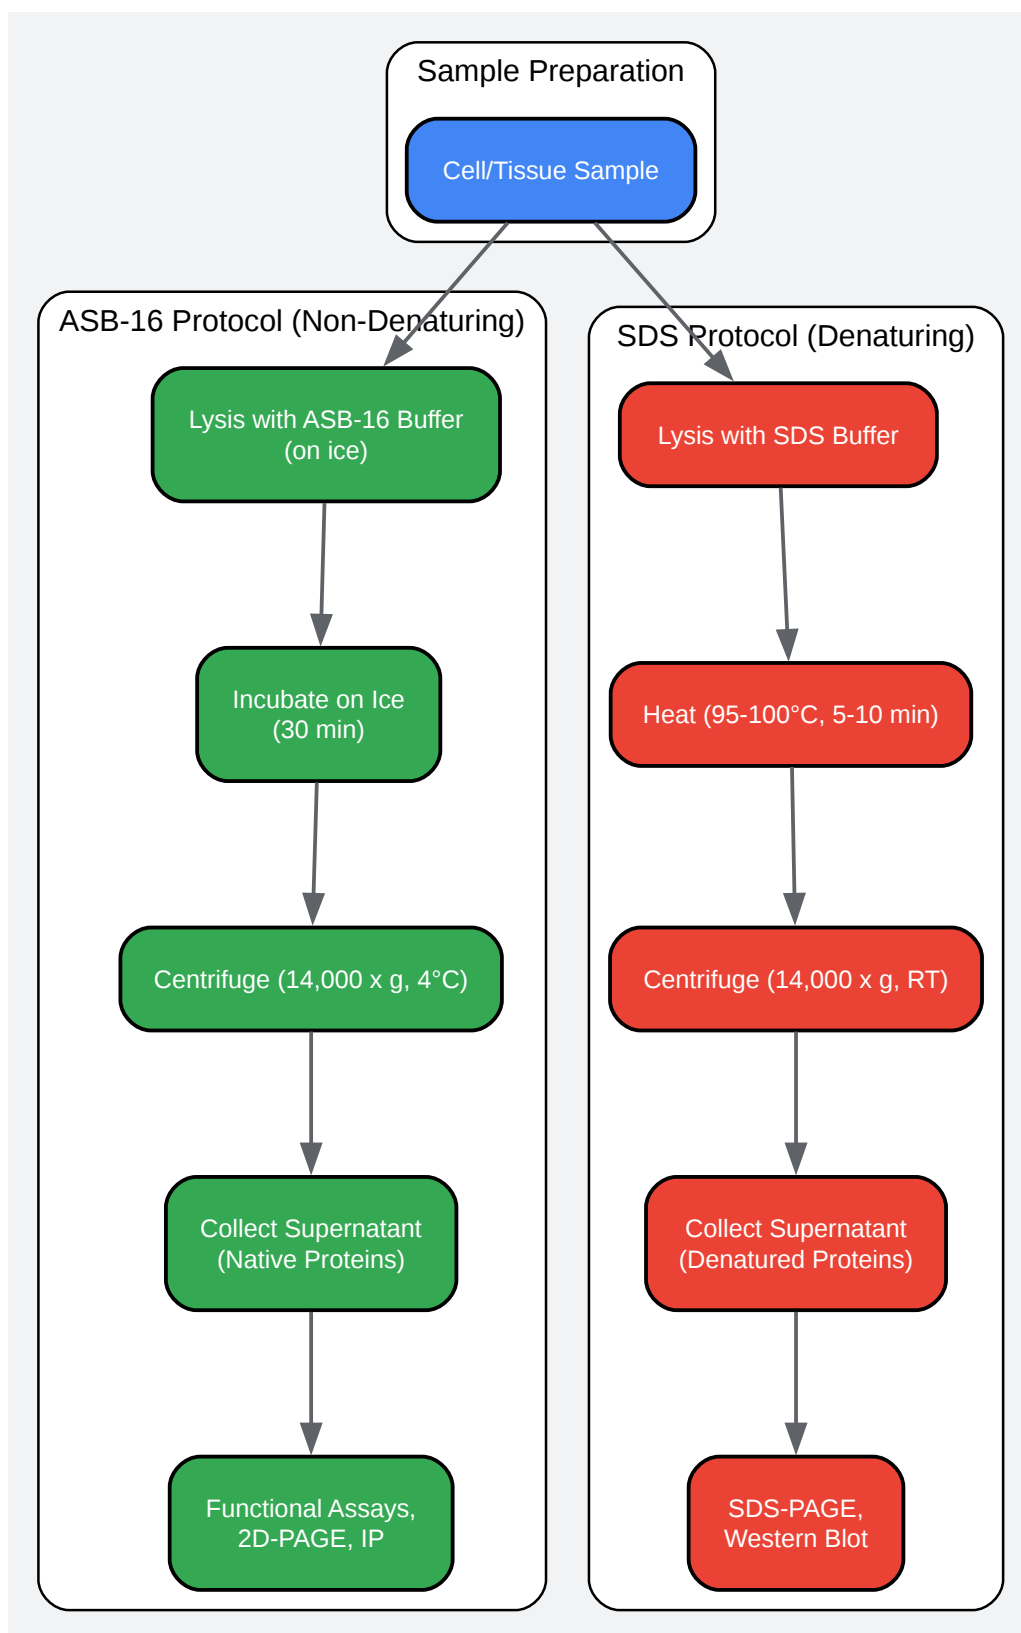 Sample Preparation
Cell/Tissue Sample
ASB-16 Protocol (Non-Denaturing)
Lysis with ASB-16 Buffer
(on ice)
Incubate on Ice
(30 min)
Centrifuge (14,000 x g, 4°C)
Collect Supernatant
(Native Proteins)
Functional Assays,
2D-PAGE, IP
SDS Protocol (Denaturing)
Lysis with SDS Buffer
Heat (95-100°C, 5-10 min)
Centrifuge (14,000 x g, RT)
Collect Supernatant
(Denatured Proteins)
SDS-PAGE,
Western Blot